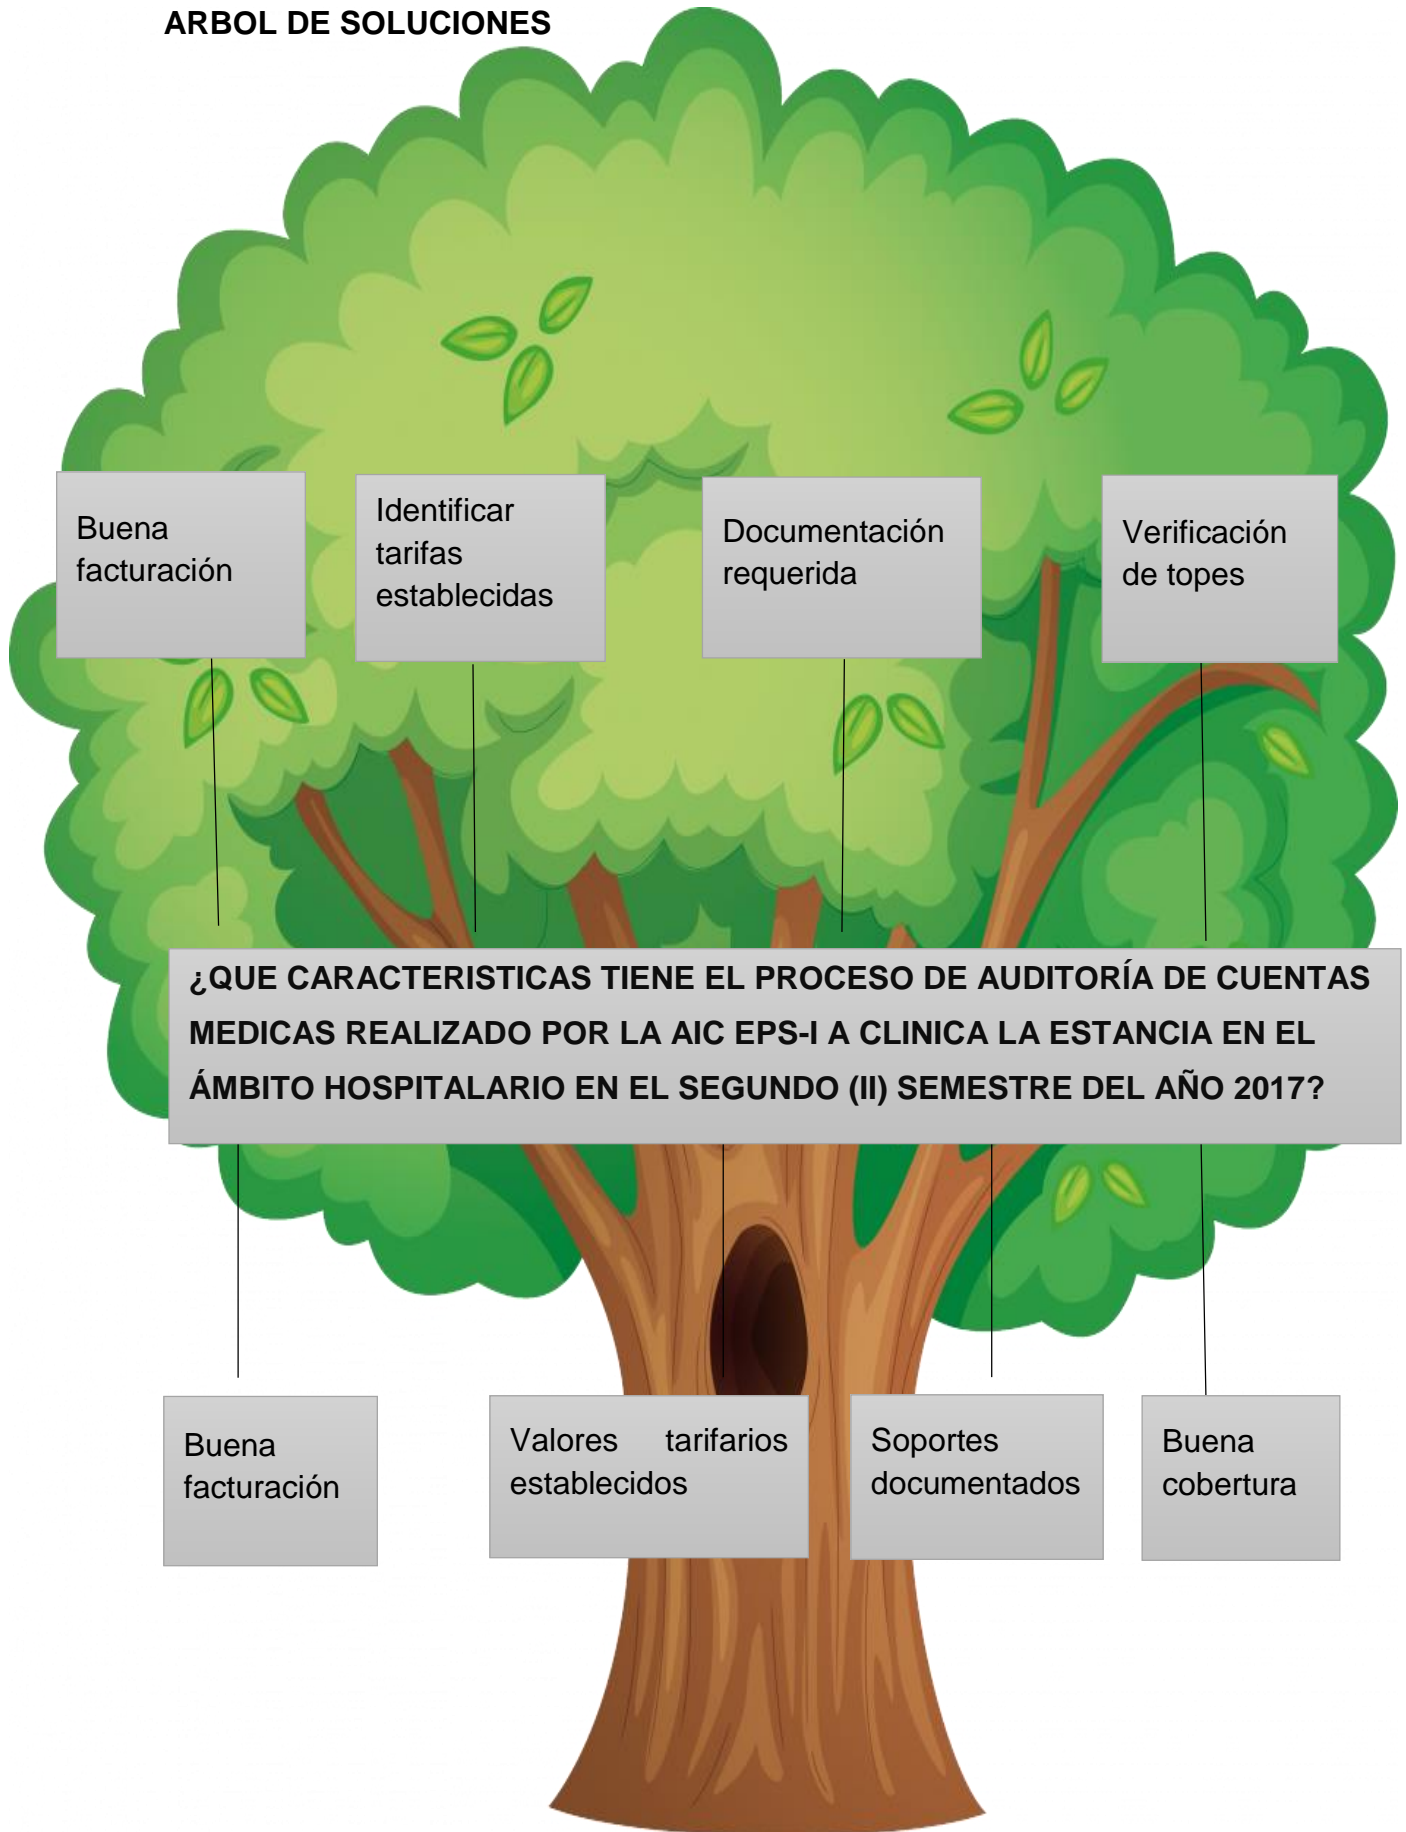 ARBOL DE SOLUCIONES
Buena
facturación
Identificar
tarifas
establecidas
Documentación
requerida
Verificación
de topes
¿QUE CARACTERISTICAS TIENE EL PROCESO DE AUDITORÍA DE CUENTAS
MEDICAS REALIZADO POR LA AIC EPS-I A CLINICA LA ESTANCIA EN EL
ÁMBITO HOSPITALARIO EN EL SEGUNDO (II) SEMESTRE DEL AÑO 2017?
Buena
facturación
Valores tarifarios
establecidos
Soportes
documentados
Buena
cobertura